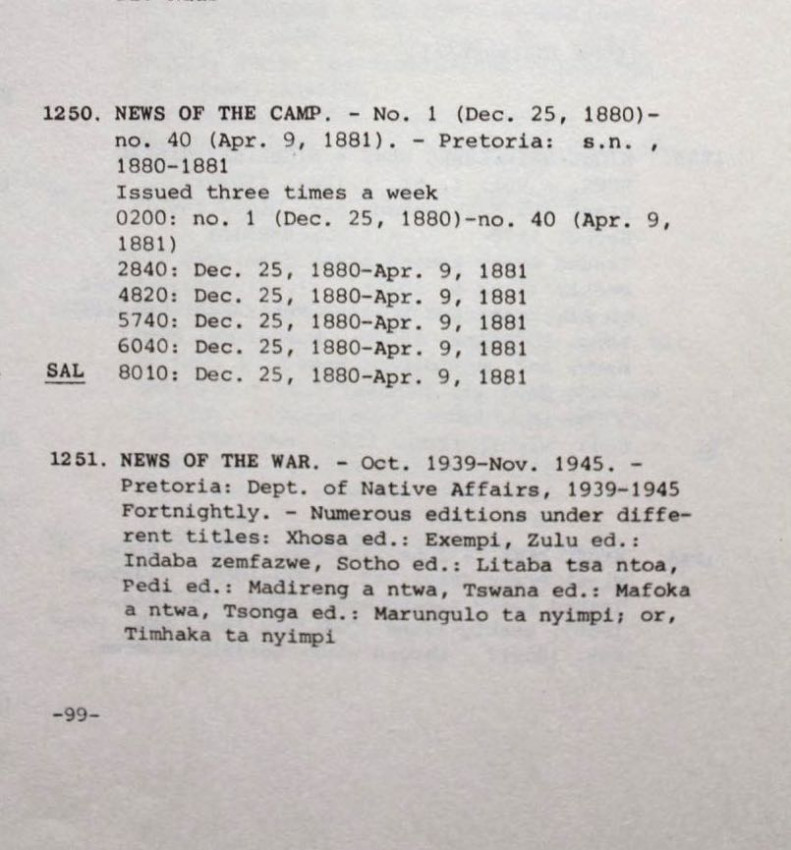 1250. NEWS OF THE CAMP. - No. 1 (Dec. 25, 1880)-
no. 40 (Apr. 9, 1881). - Pretoria: s.n. ,
1880-1881
Issued three times a week
0200: no. 1 (Dec. 25, 1880)-no. 40 (Apr. 9,
1881)
2840: Dec. 25, 1880-Apr. 9, 1881
4820: Dec. 25, 1880-Apr. 9, 1881
5740: Dec. 25, 1880-Apr. 9, 1881
6040: Dec. 25, 1880-Apr. 9, 1881
SAL 8010: Dec. 25, 1880-Apr. 9, 1881
1251. NEWS OF THE WAR. - Oct. 1939-Nov. 1945. -
Pretoria: Dept. of Native Affairs, 1939-1945
Fortnightly. - Numerous editions under diffe-
rent titles: Xhosa ed.: Exempi, Zulu ed.:
Indaba zemfazwe, Sotho ed.: Litaba tsa ntoa,
Pedi ed.: Madireng a ntwa, Tswana ed.: Mafoka
a ntwa, Tsonga ed.: Marungulo ta nyimpi; or,
Timhaka ta nyimpi
-99-